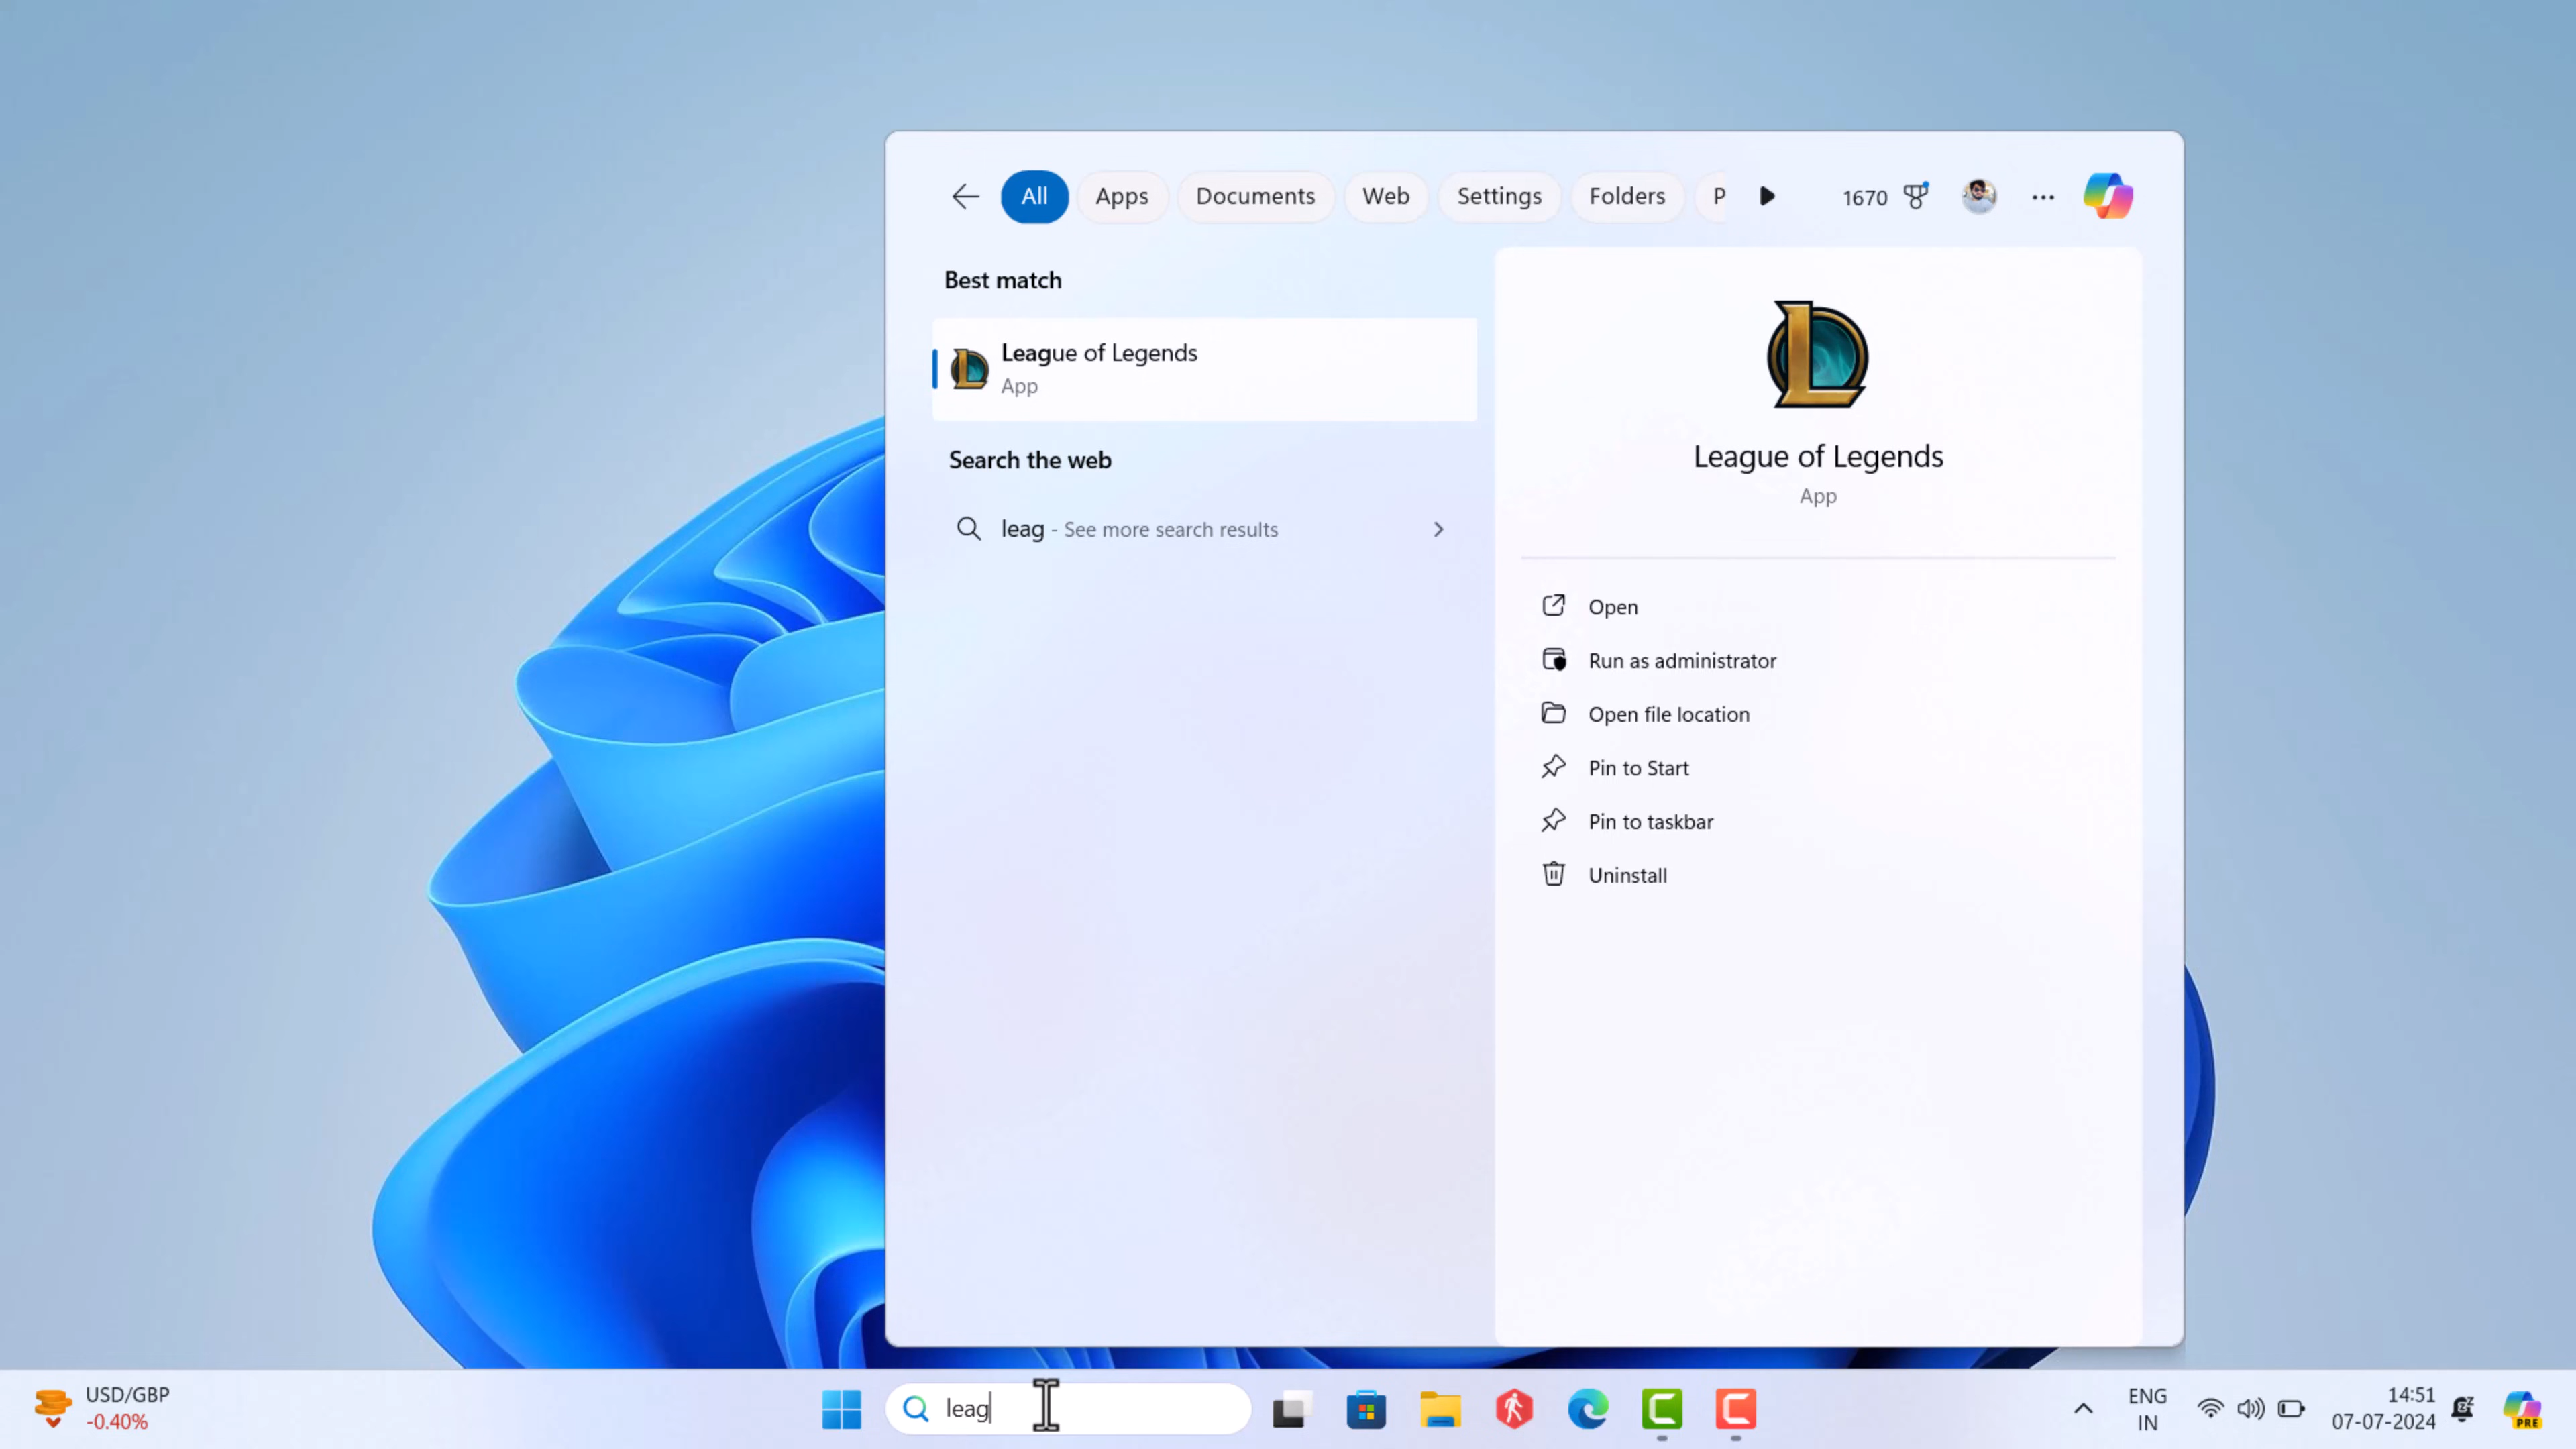 All
Apps
Documents
Web
Settings
Folders
P
1670
Best match
League of Legends
App
Search the web
leag - See more search results
League of Legends
App
Open
Run as administrator
Open file location
Pin to Start
Pin to taskbar
Uninstall
USD/GBP
-0.40%
leag
ENG
IN
14:51
07-07-2024
PRE